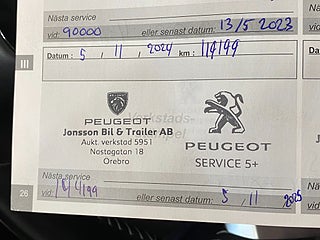 Nästa service
vid: 90000 eller senast datum: 13/5 2023
Datum: 5 / 11 / 2024 km: 119199
III
PEUGEOT
Jonsson Bil & Trailer AB
Aukt. verkstad 5951
Nastagatan 18
Örebro
PEUGEOT
SERVICE 5+
Nästa service
vid: eller senast datum: 5 / 11 2025
26